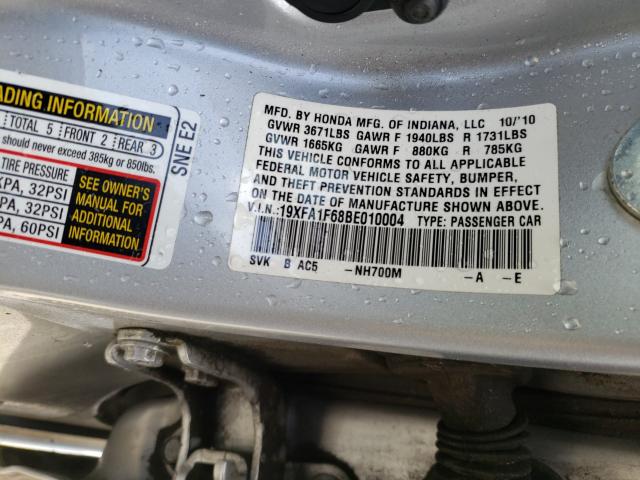 ADING INFORMATION
TOTAL 5 FRONT 2 REAR 3
should never exceed 385kg or 850lbs.
TIRE PRESSURE
KPA, 32PSI
PA, 32PSI
PA, 60PSI
SEE OWNER'S
MANUAL FOR
ADDITIONAL
INFORMATION
SNE E2
MFD. BY HONDA MFG. OF INDIANA, LLC 10/'10
GVWR 3671LBS GAWR F 1940LBS R 1731LBS
GVWR 1665KG GAWR F 880KG R 785KG
THIS VEHICLE CONFORMS TO ALL APPLICABLE
FEDERAL MOTOR VEHICLE SAFETY, BUMPER,
AND THEFT PREVENTION STANDARDS IN EFFECT
ON THE DATE OF MANUFACTURE SHOWN ABOVE.
V.I.N.:19XFA1F68BE010004 TYPE: PASSENGER CAR
SVK B AC5 -NH700M -A -E